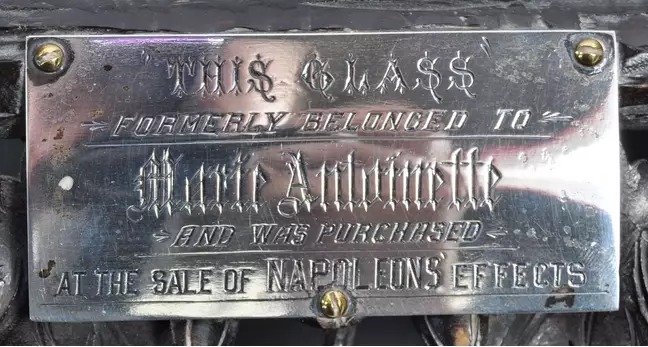 "THIS GLASS"
FORMERLY BELONGED TO
Marie Antoinette
AND WAS PURCHASED
AT THE SALE OF NAPOLEONS' EFFECTS